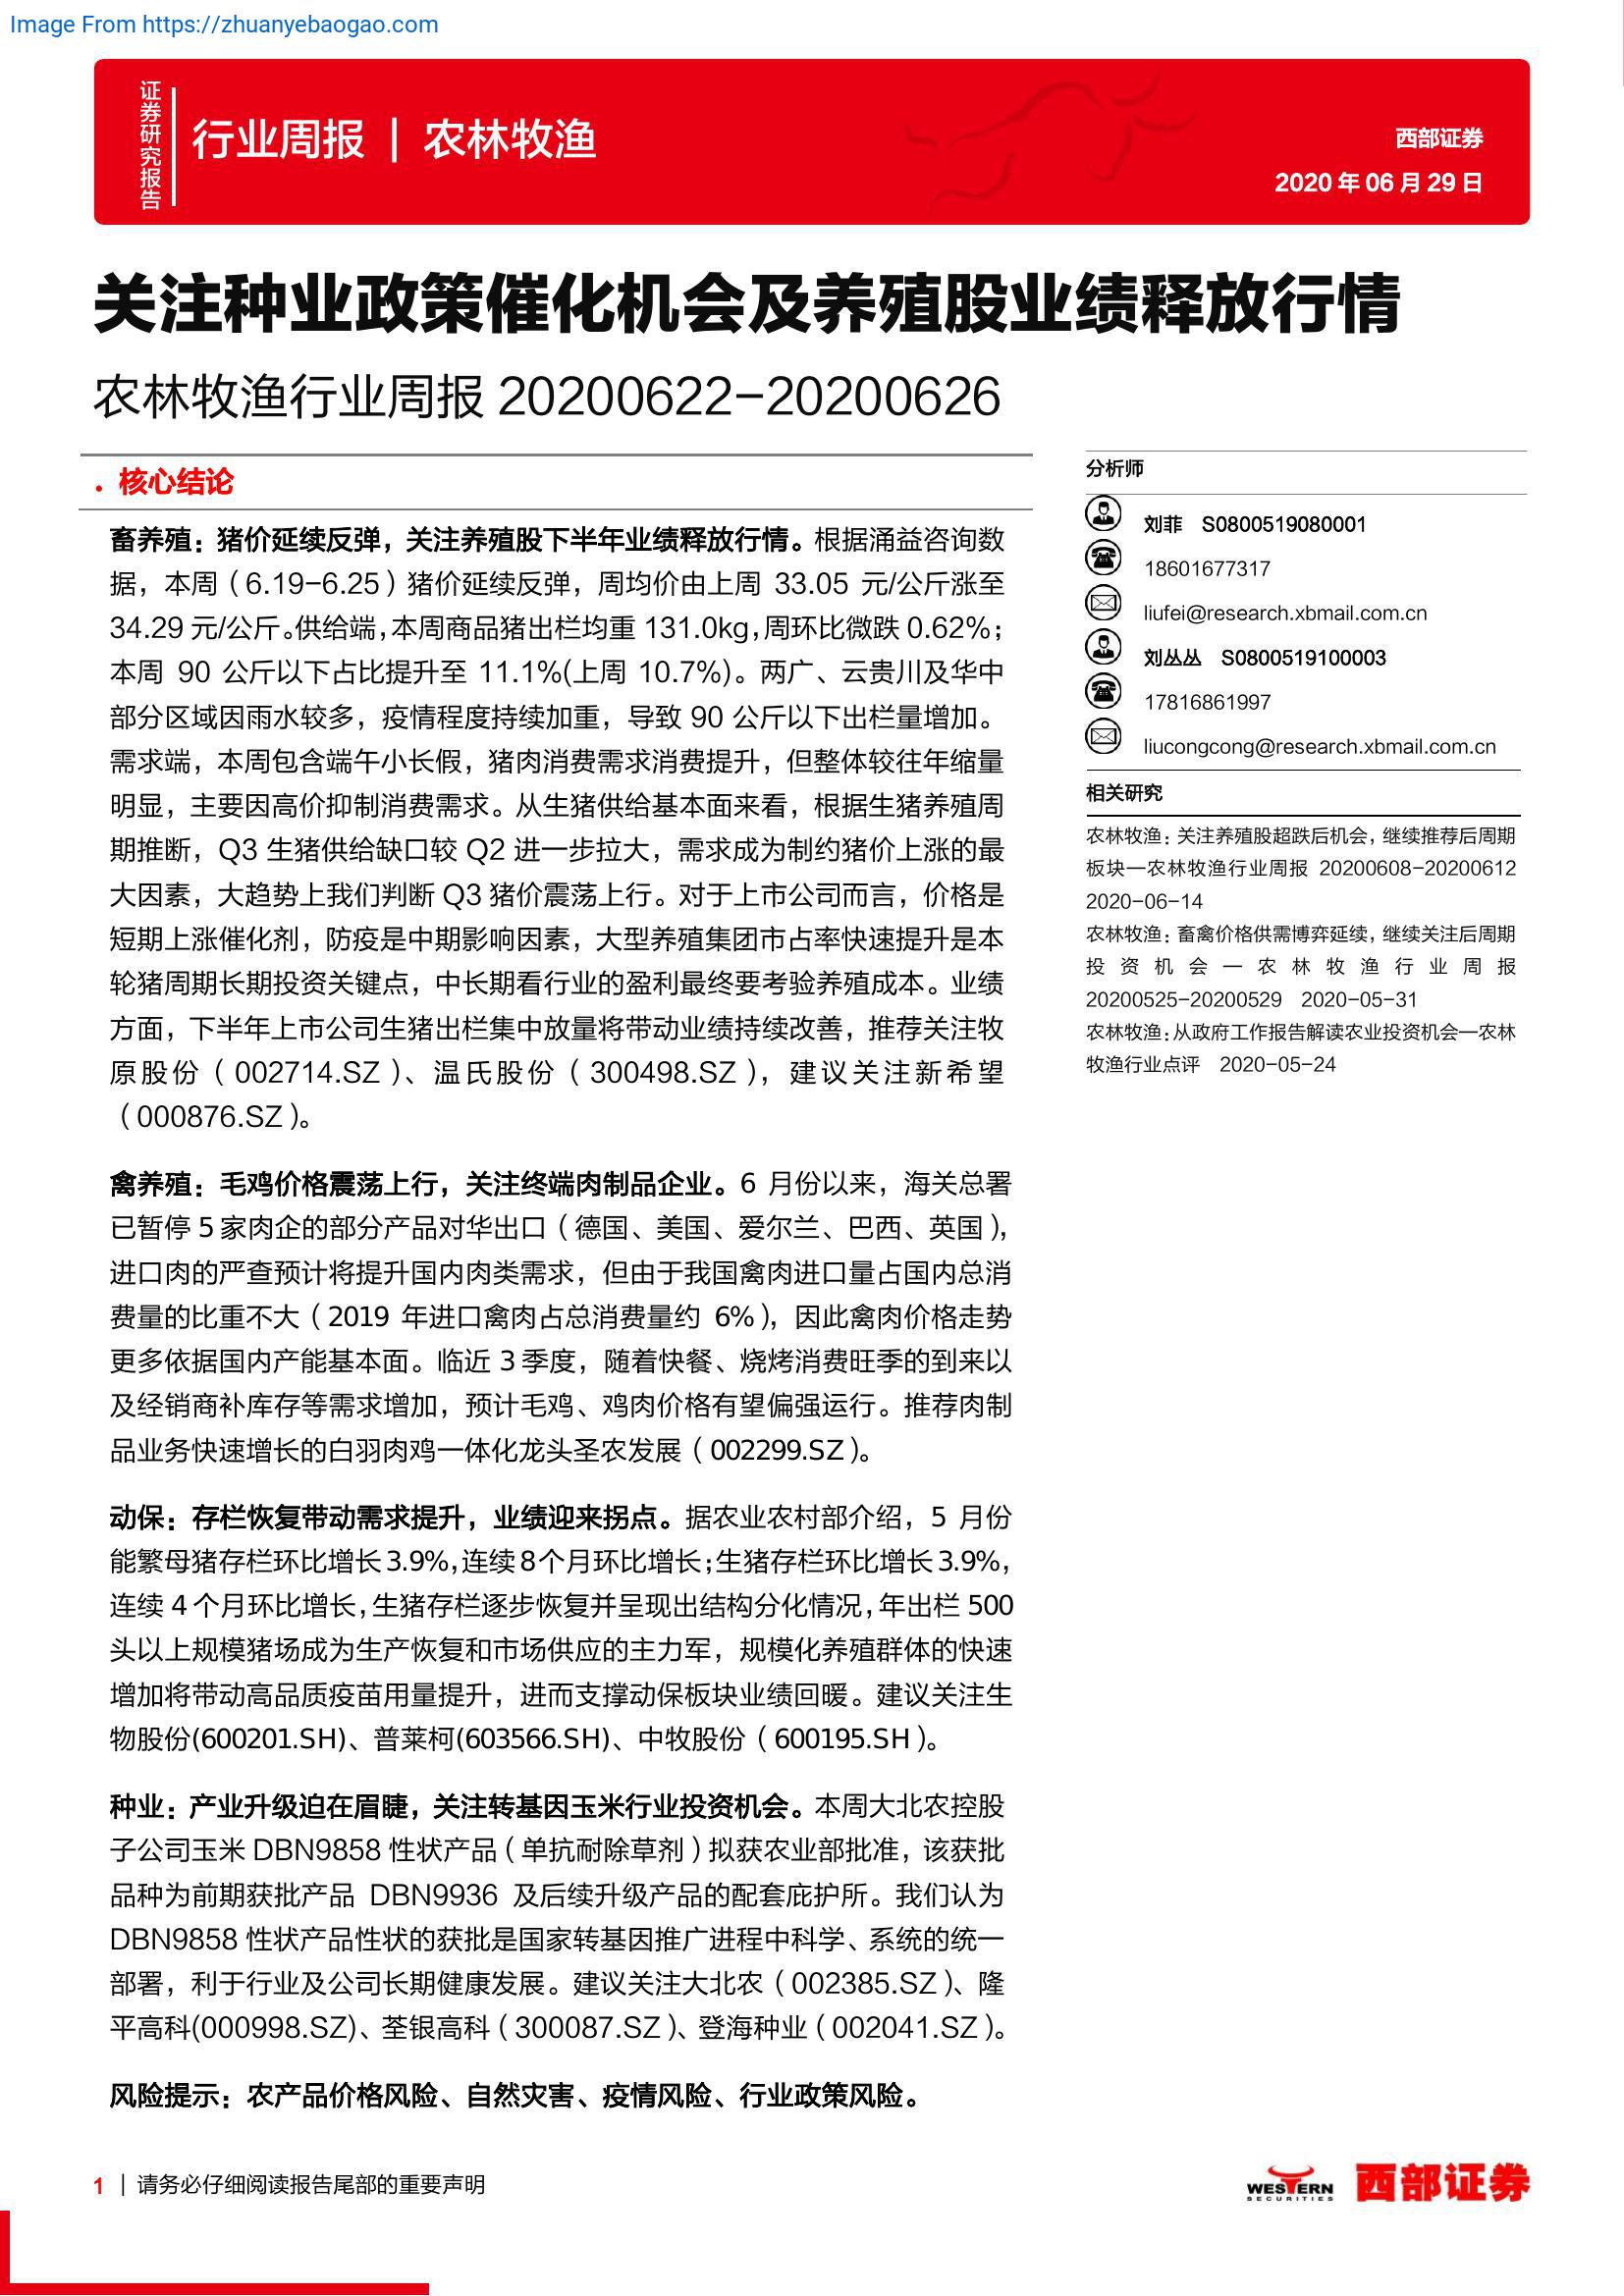 Image From https://zhuanyebaogao.com
证券研究报告
行业周报 | 农林牧渔
西部证券
2020 年 06 月 29 日
关注种业政策催化机会及养殖股业绩释放行情
农林牧渔行业周报 20200622-20200626
• 核心结论
畜养殖：猪价延续反弹，关注养殖股下半年业绩释放行情。根据涌益咨询数
据，本周（6.19-6.25）猪价延续反弹，周均价由上周 33.05 元/公斤涨至
34.29 元/公斤。供给端，本周商品猪出栏均重 131.0kg，周环比微跌 0.62%；
本周 90 公斤以下占比提升至 11.1%(上周 10.7%)。两广、云贵川及华中
部分区域因雨水较多，疫情程度持续加重，导致 90 公斤以下出栏量增加。
需求端，本周包含端午小长假，猪肉消费需求消费提升，但整体较往年缩量
明显，主要因高价抑制消费需求。从生猪供给基本面来看，根据生猪养殖周
期推断，Q3 生猪供给缺口较 Q2 进一步拉大，需求成为制约猪价上涨的最
大因素，大趋势上我们判断 Q3 猪价震荡上行。对于上市公司而言，价格是
短期上涨催化剂，防疫是中期影响因素，大型养殖集团市占率快速提升是本
轮猪周期长期投资关键点，中长期看行业的盈利最终要考验养殖成本。业绩
方面，下半年上市公司生猪出栏集中放量将带动业绩持续改善，推荐关注牧
原股份（002714.SZ）、温氏股份（300498.SZ），建议关注新希望
（000876.SZ）。
禽养殖：毛鸡价格震荡上行，关注终端肉制品企业。6 月份以来，海关总署
已暂停 5 家肉企的部分产品对华出口（德国、美国、爱尔兰、巴西、英国），
进口肉的严查预计将提升国内肉类需求，但由于我国禽肉进口量占国内总消
费量的比重不大（2019 年进口禽肉占总消费量约 6%），因此禽肉价格走势
更多依据国内产能基本面。临近 3 季度，随着快餐、烧烤消费旺季的到来以
及经销商补库存等需求增加，预计毛鸡、鸡肉价格有望偏强运行。推荐肉制
品业务快速增长的白羽肉鸡一体化龙头圣农发展（002299.SZ）。
动保：存栏恢复带动需求提升，业绩迎来拐点。据农业农村部介绍，5 月份
能繁母猪存栏环比增长 3.9%，连续 8 个月环比增长；生猪存栏环比增长 3.9%，
连续 4 个月环比增长，生猪存栏逐步恢复并呈现出结构分化情况，年出栏 500
头以上规模猪场成为生产恢复和市场供应的主力军，规模化养殖群体的快速
增加将带动高品质疫苗用量提升，进而支撑动保板块业绩回暖。建议关注生
物股份(600201.SH)、普莱柯(603566.SH)、中牧股份（600195.SH）。
种业：产业升级迫在眉睫，关注转基因玉米行业投资机会。本周大北农控股
子公司玉米 DBN9858 性状产品（单抗耐除草剂）拟获农业部批准，该获批
品种为前期获批产品 DBN9936 及后续升级产品的配套庇护所。我们认为
DBN9858 性状产品性状的获批是国家转基因推广进程中科学、系统的统一
部署，利于行业及公司长期健康发展。建议关注大北农（002385.SZ）、隆
平高科(000998.SZ)、荃银高科（300087.SZ）、登海种业（002041.SZ）。
风险提示：农产品价格风险、自然灾害、疫情风险、行业政策风险。
分析师
刘菲 S0800519080001
18601677317
liufei@research.xbmail.com.cn
刘丛丛 S0800519100003
17816861997
liucongcong@research.xbmail.com.cn
相关研究
农林牧渔：关注养殖股超跌后机会，继续推荐后周期
板块—农林牧渔行业周报 20200608-20200612
2020-06-14
农林牧渔：畜禽价格供需博弈延续，继续关注后周期
投资机会—农林牧渔行业周报
20200525-20200529 2020-05-31
农林牧渔：从政府工作报告解读农业投资机会—农林
牧渔行业点评 2020-05-24
1 | 请务必仔细阅读报告尾部的重要声明
WESTERN
SECURITIES
西部证券